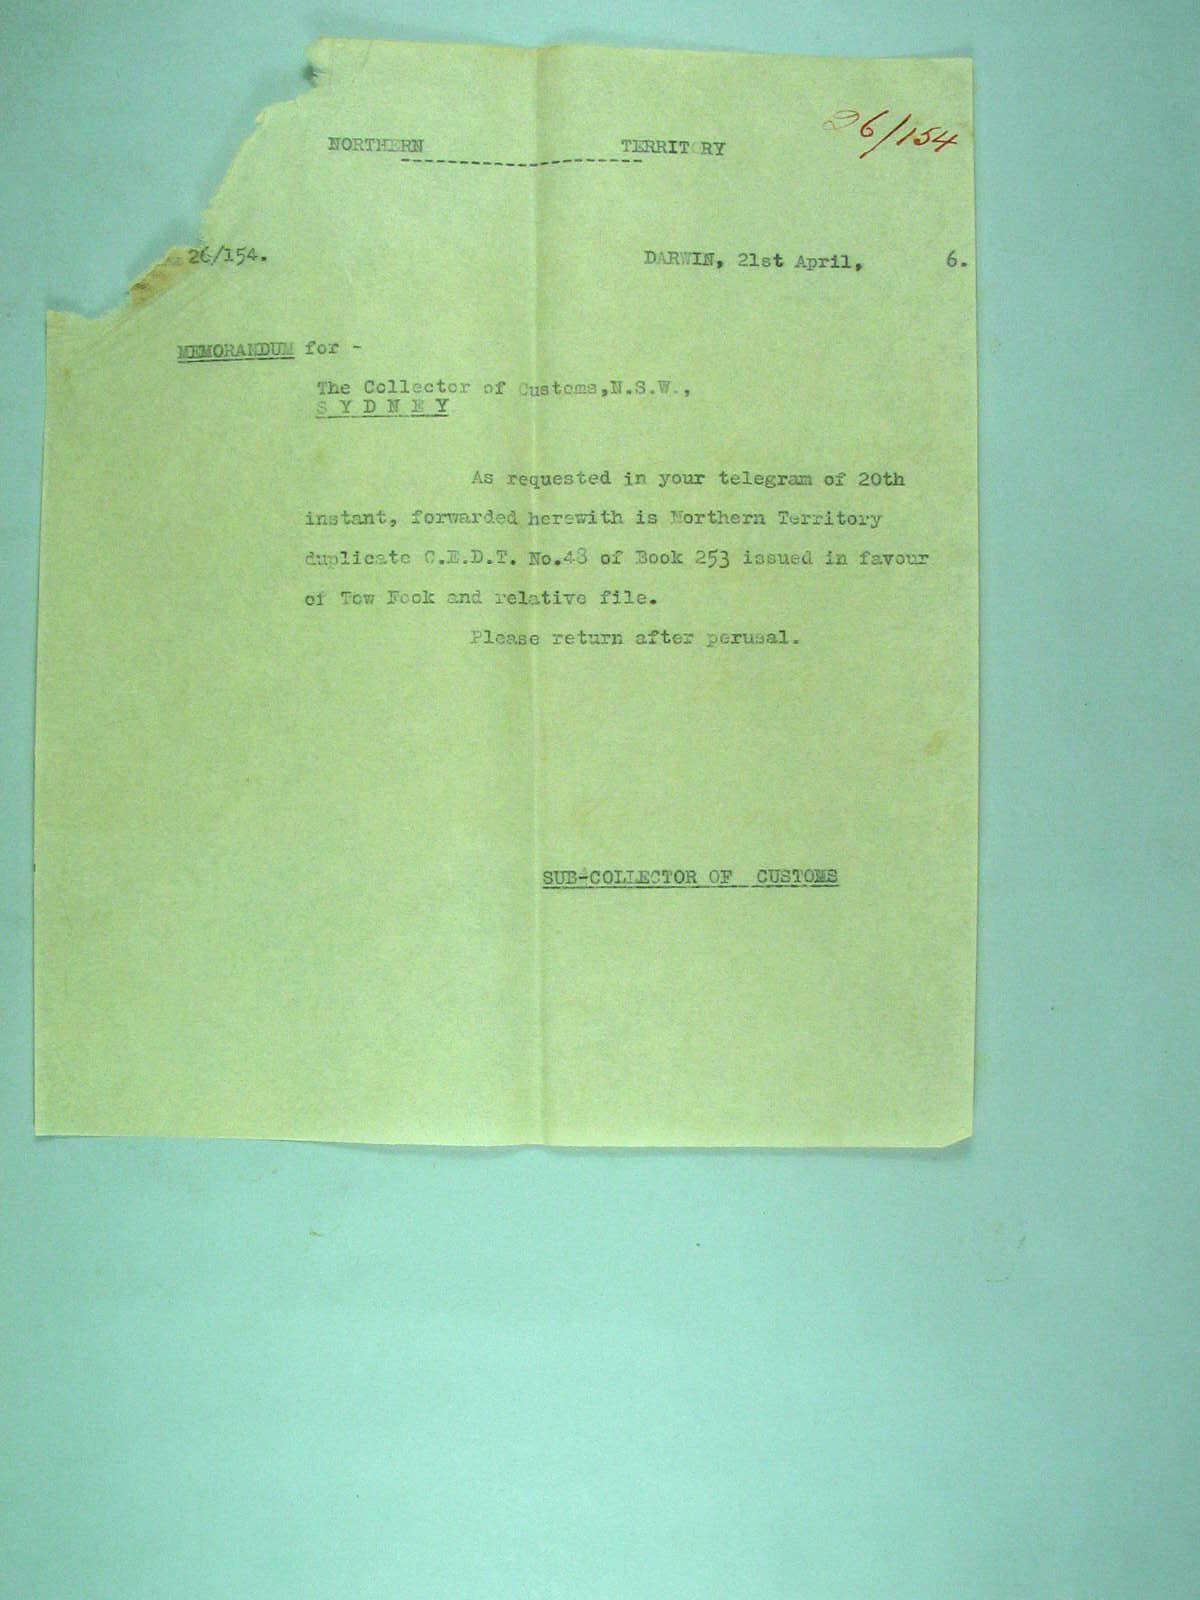 26/154
NORTHERN TERRITORY
26/154.
DARWIN, 21st April, 6.
MEMORANDUM for -
The Collector of Customs,N.S.W.,
S Y D N E Y
As requested in your telegram of 20th
instant, forwarded herewith is Northern Territory
duplicate C.E.D.T. No.48 of Book 253 issued in favour
of Tow Fook and relative file.
Please return after perusal.
SUB-COLLECTOR OF CUSTOMS